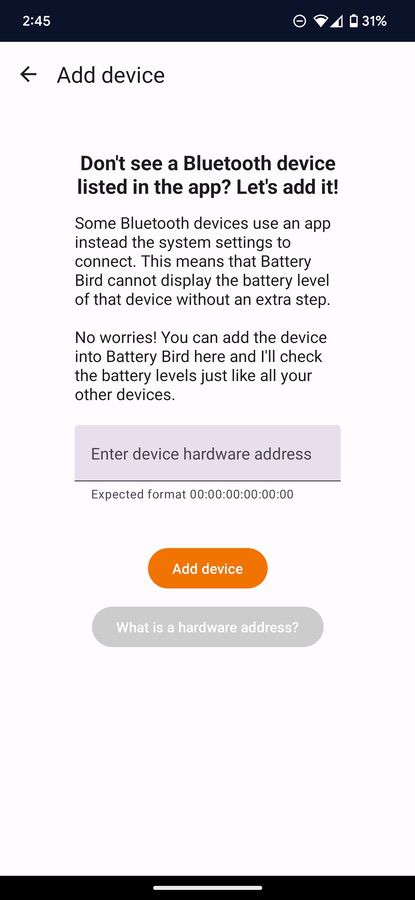 2:45
31%
Add device
Don't see a Bluetooth device
listed in the app? Let's add it!
Some Bluetooth devices use an app
instead the system settings to
connect. This means that Battery
Bird cannot display the battery level
of that device without an extra step.
No worries! You can add the device
into Battery Bird here and I'll check
the battery levels just like all your
other devices.
Enter device hardware address
Expected format 00:00:00:00:00:00
Add device
What is a hardware address?